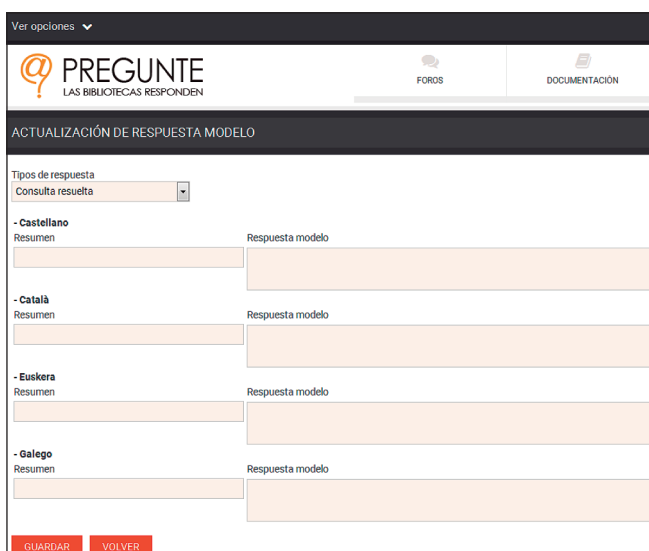 Ver opciones
PREGUNTE
LAS BIBLIOTECAS RESPONDEN
FOROS
DOCUMENTACIÓN
ACTUALIZACIÓN DE RESPUESTA MODELO
Tipos de respuesta
Consulta resuelta
- Castellano
Resumen Respuesta modelo
- Català
Resumen Respuesta modelo
- Euskera
Resumen Respuesta modelo
- Galego
Resumen Respuesta modelo
GUARDAR VOLVER